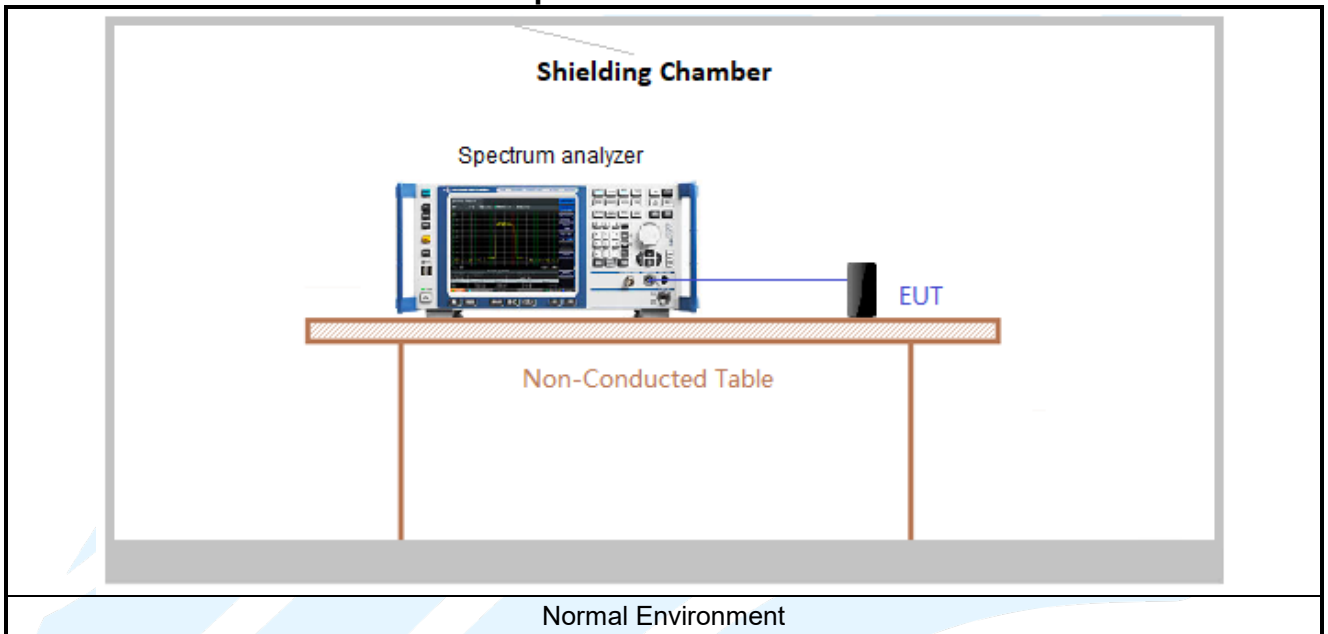 Shielding Chamber
Spectrum analyzer
EUT
Non-Conducted Table
Normal Environment